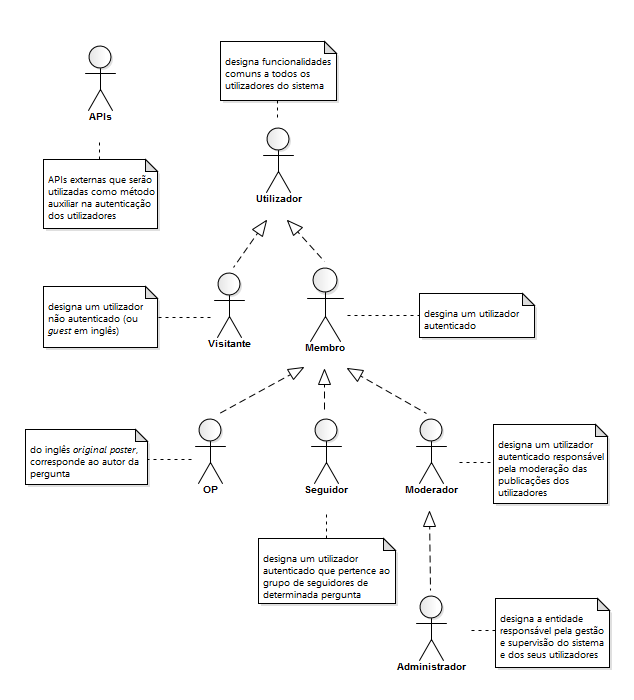 designa funcionalidades
comuns a todos os
utilizadores do sistema
APIs
APIs externas que serão
utilizadas como método
auxiliar na autenticação
dos utilizadores
Utilizador
designa um utilizador
não autenticado (ou
guest em inglês)
Visitante
Membro
desgina um utilizador
autenticado
do inglês original poster,
corresponde ao autor da
pergunta
OP
Seguidor
Moderador
designa um utilizador
autenticado responsável
pela moderação das
publicações dos
utilizadores
designa um utilizador
autenticado que pertence ao
grupo de seguidores de
determinada pergunta
Administrador
designa a entidade
responsável pela gestão
e supervisão do sistema
e dos seus utilizadores